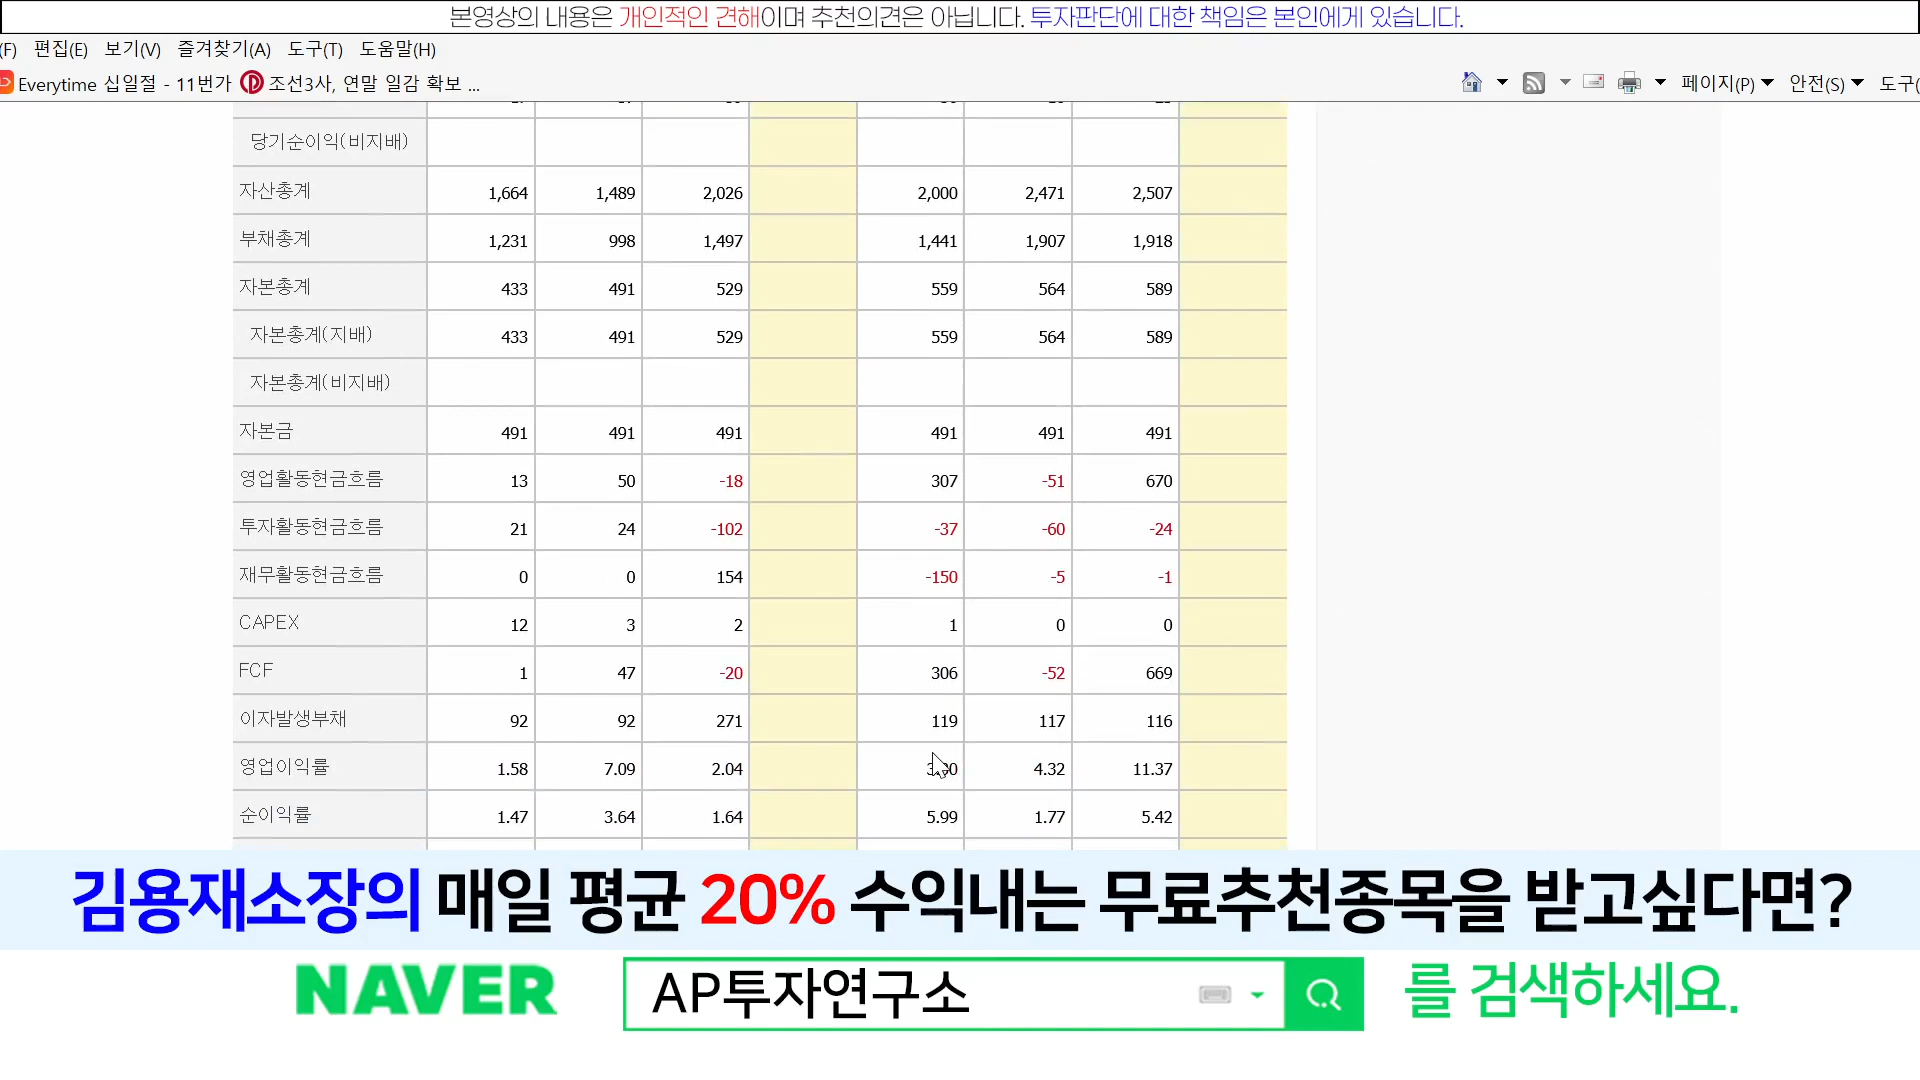 본영상의 내용은 개인적인 견해이며 추천의견은 아닙니다. 투자판단에 대한 책임은 본인에게 있습니다.
(F) 편집(E) 보기(V) 즐겨찾기(A) 도구(T) 도움말(H)
Everytime 십일절 - 11번가 조선3사, 연말 일감 확보 ... 페이지(P) 안전(S) 도구(
당기순이익(비지배)
자산총계 1,664 1,489 2,026 2,000 2,471 2,507
부채총계 1,231 998 1,497 1,441 1,907 1,918
자본총계 433 491 529 559 564 589
자본총계(지배) 433 491 529 559 564 589
자본총계(비지배)
자본금 491 491 491 491 491 491
영업활동현금흐름 13 50 -18 307 -51 670
투자활동현금흐름 21 24 -102 -37 -60 -24
재무활동현금흐름 0 0 154 -150 -5 -1
CAPEX 12 3 2 1 0 0
FCF 1 47 -20 306 -52 669
이자발생부채 92 92 271 119 117 116
영업이익률 1.58 7.09 2.04 4.32 11.37
순이익률 1.47 3.64 1.64 5.99 1.77 5.42
김용재소장의 매일 평균 20% 수익내는 무료추천종목을 받고싶다면?
NAVER AP투자연구소 를 검색하세요.